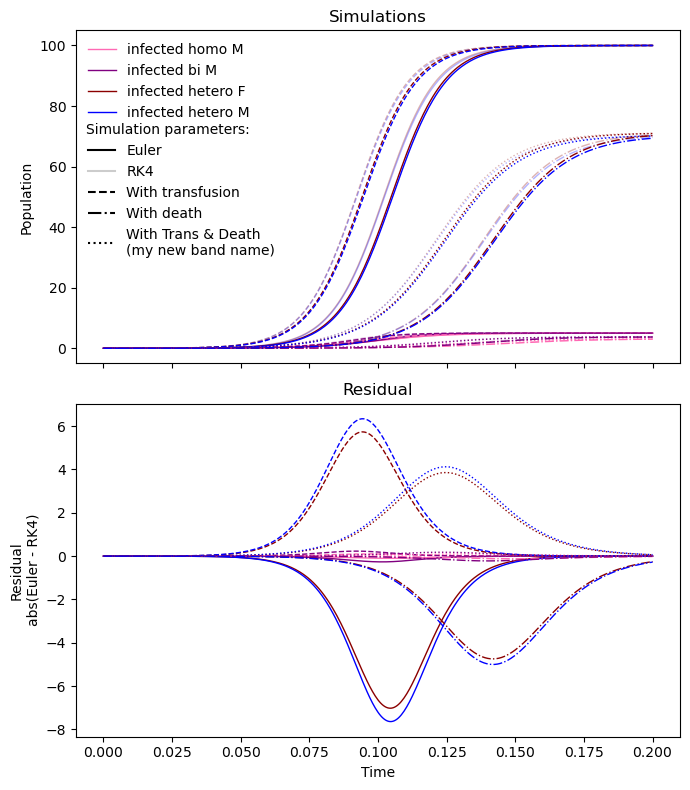 Simulations
100
80
60
40
20
0
Population
infected homo M
infected bi M
infected hetero F
infected hetero M
Simulation parameters:
Euler
RK4
With transfusion
With death
With Trans & Death
(my new band name)
Residual
6
4
2
0
−2
−4
−6
−8
Residual
abs(Euler - RK4)
0.000 0.025 0.050 0.075 0.100 0.125 0.150 0.175 0.200
Time